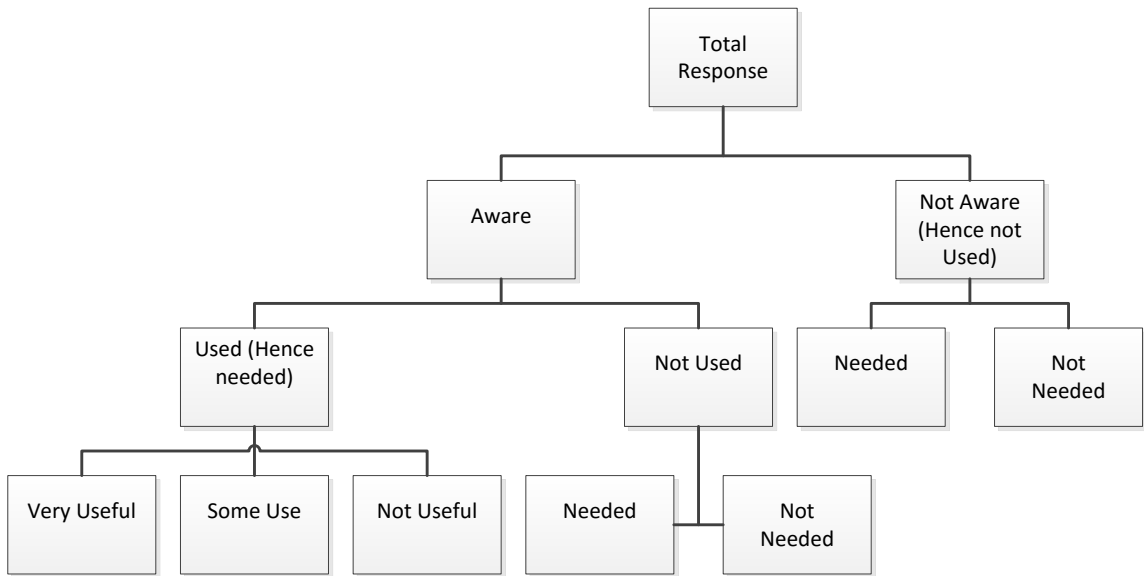 Total
Response
Aware
Not Aware
(Hence not
Used)
Used (Hence
needed)
Not Used
Needed
Not
Needed
Very Useful
Some Use
Not Useful
Needed
Not
Needed